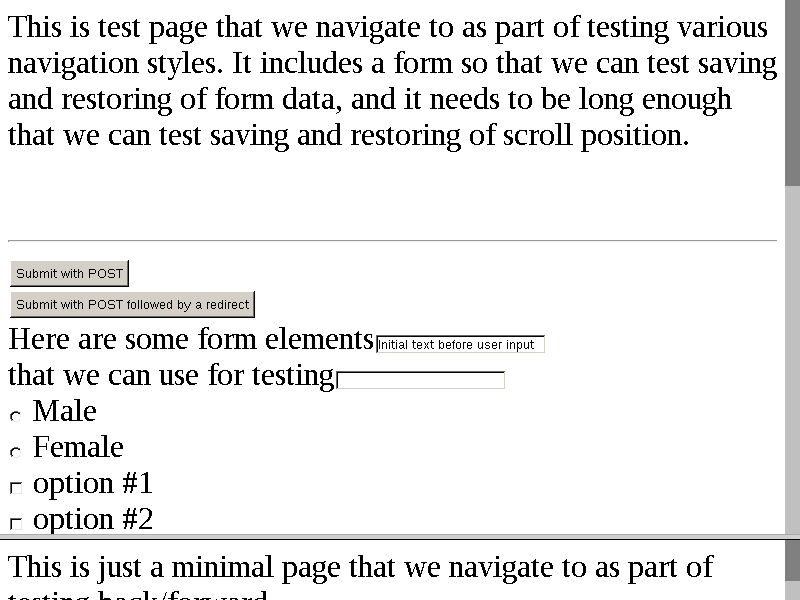 This is test page that we navigate to as part of testing various
navigation styles. It includes a form so that we can test saving
and restoring of form data, and it needs to be long enough
that we can test saving and restoring of scroll position.
Submit with POST
Submit with POST followed by a redirect
Here are some form elements Initial text before user input
that we can use for testing
Male
Female
option #1
option #2
This is just a minimal page that we navigate to as part of
testing back/forward